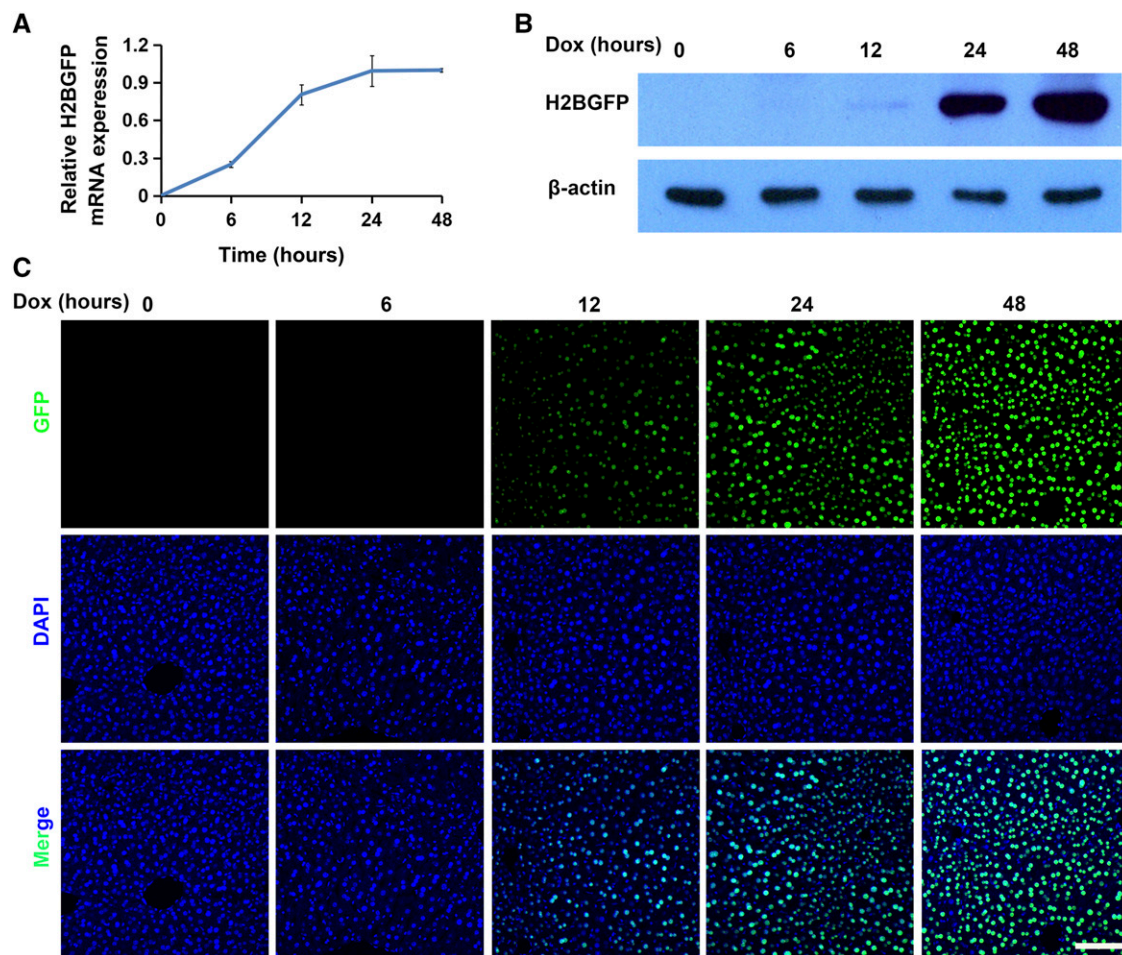 A
Relative H2BGFP
mRNA experession
1.2
0.9
0.6
0.3
0
0 6 12 24 48
Time (hours)
B
Dox (hours) 0 6 12 24 48
H2BGFP
β-actin
C
Dox (hours) 0 6 12 24 48
GFP
DAPI
Merge